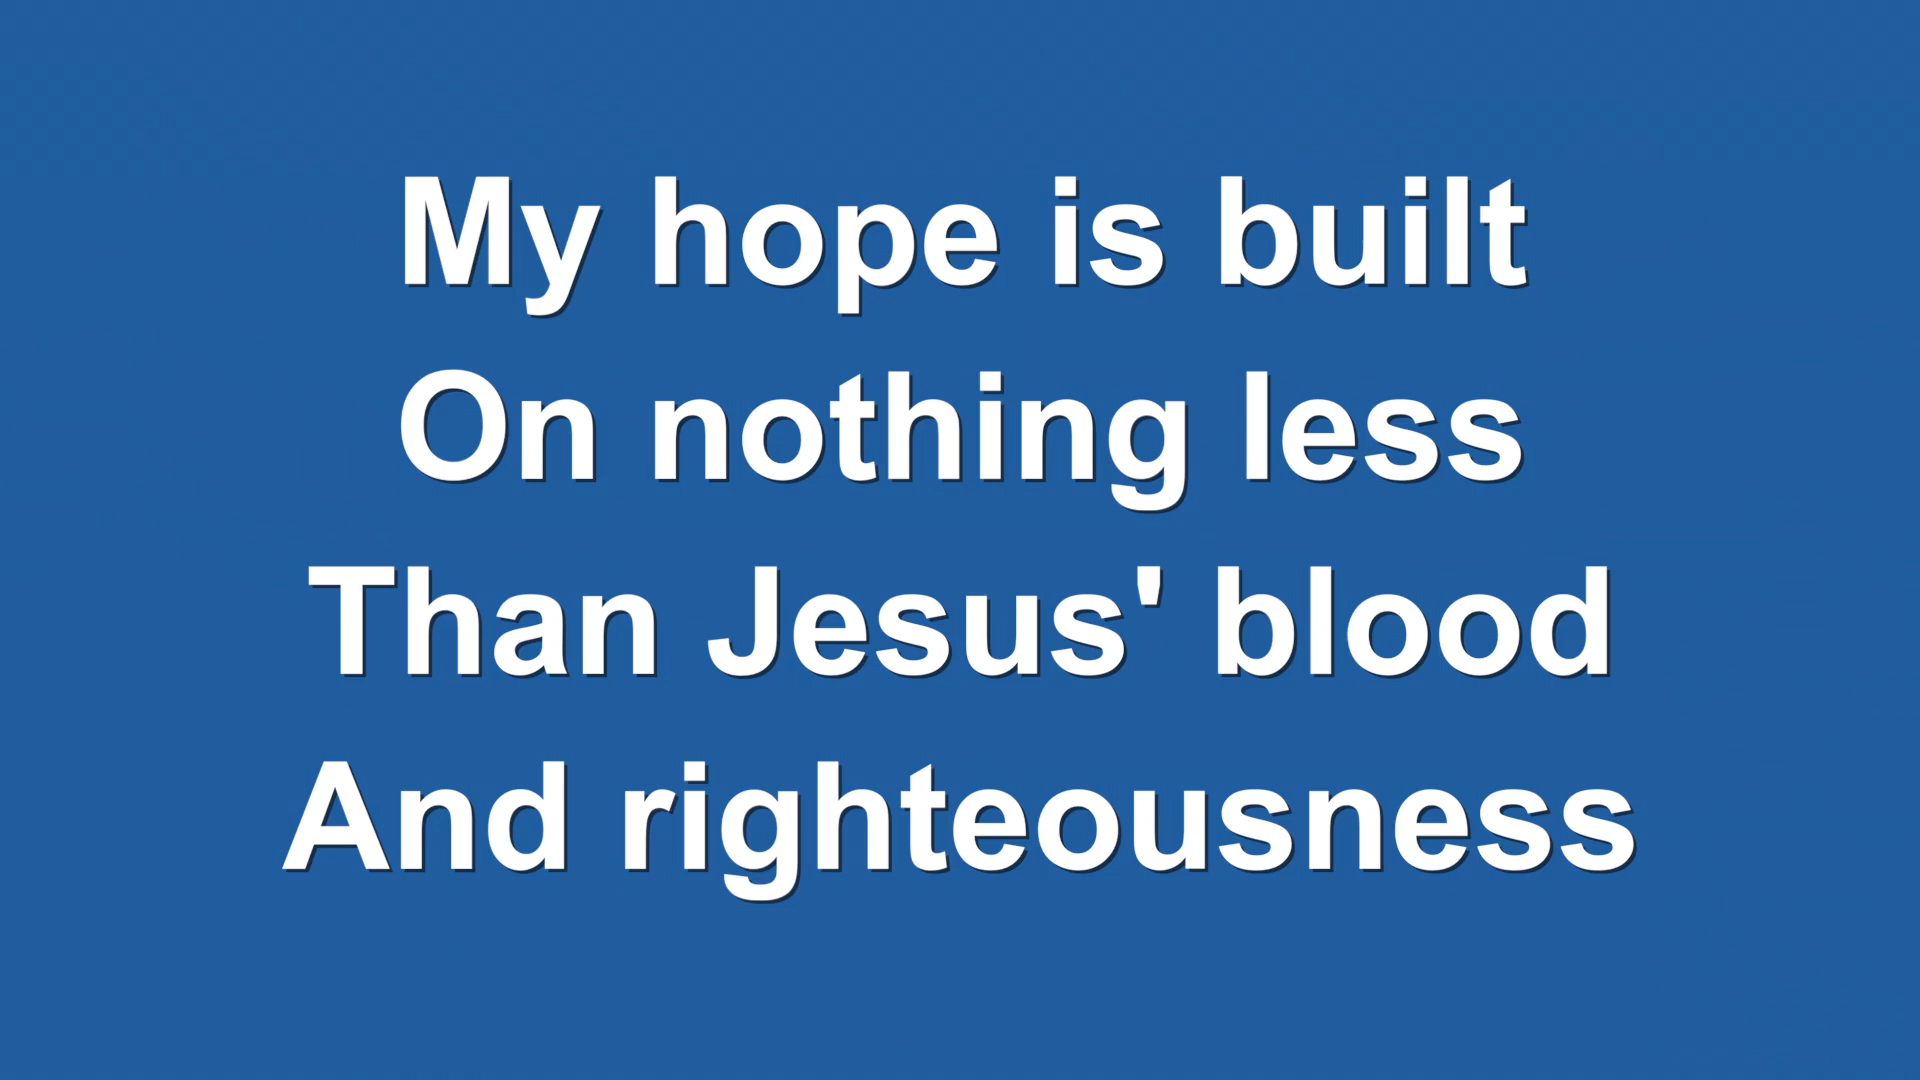 My hope is built
On nothing less
Than Jesus' blood
And righteousness